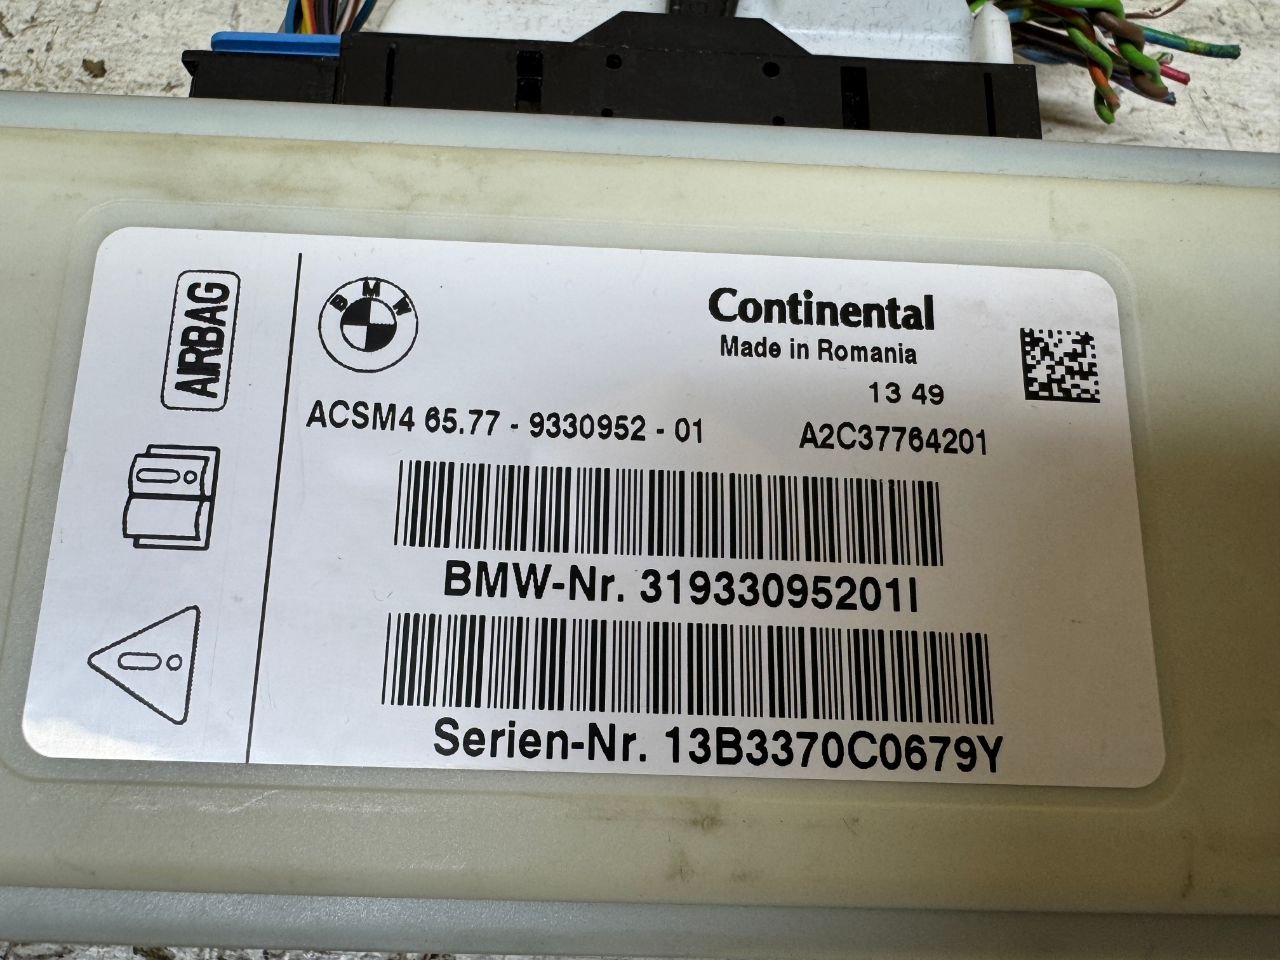 AIRBAG
BMW
Continental
Made in Romania
13 49
ACSM4 65.77 - 9330952 - 01 A2C37764201
BMW-Nr. 31933095201I
Serien-Nr. 13B3370C0679Y